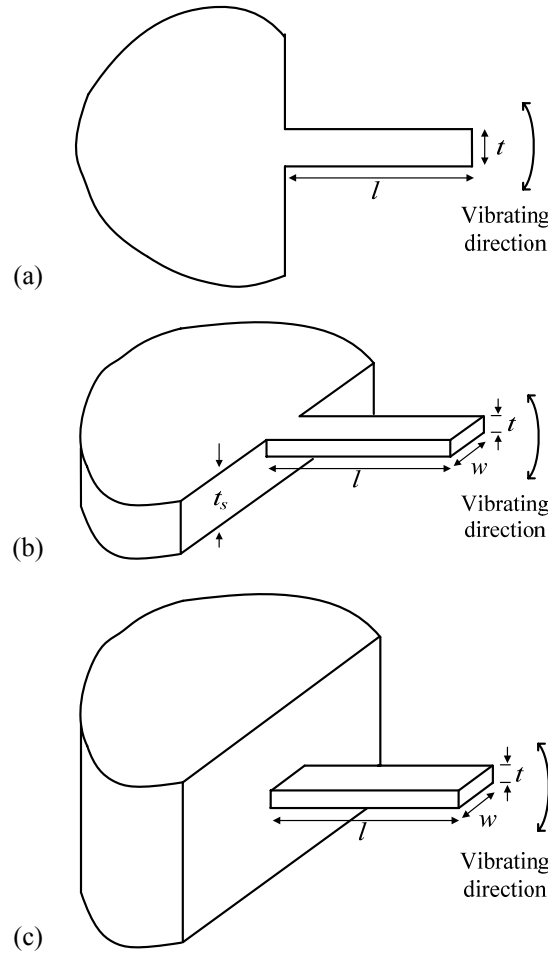 t
l
Vibrating
direction
(a)
t
w
l
t_s
Vibrating
direction
(b)
t
w
l
Vibrating
direction
(c)